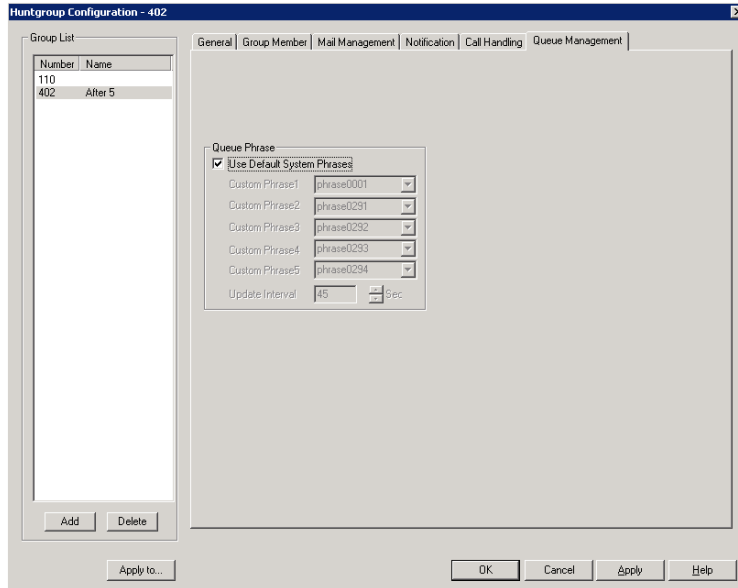 Huntgroup Configuration - 402
Group List
Number Name
110
402 After 5
Add Delete
Apply to...
General Group Member Mail Management Notification Call Handling Queue Management
Queue Phrase
Use Default System Phrases
Custom Phrase1 phrase0001
Custom Phrase2 phrase0291
Custom Phrase3 phrase0292
Custom Phrase4 phrase0293
Custom Phrase5 phrase0294
Update Interval 45 Sec
OK Cancel Apply Help